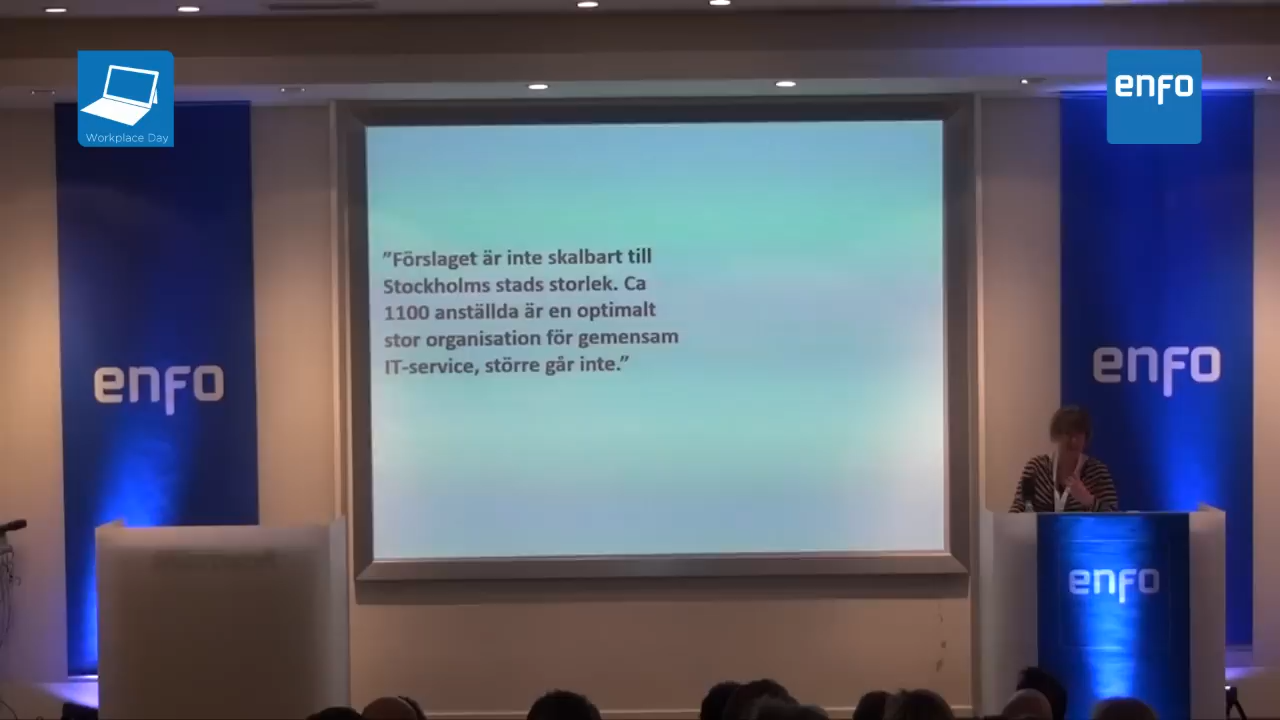 Workplace Day
enfo
”Förslaget är inte skalbart till
Stockholms stads storlek. Ca
1100 anställda är en optimalt
stor organisation för gemensam
IT-service, större går inte.”
enfo
enfo
enfo